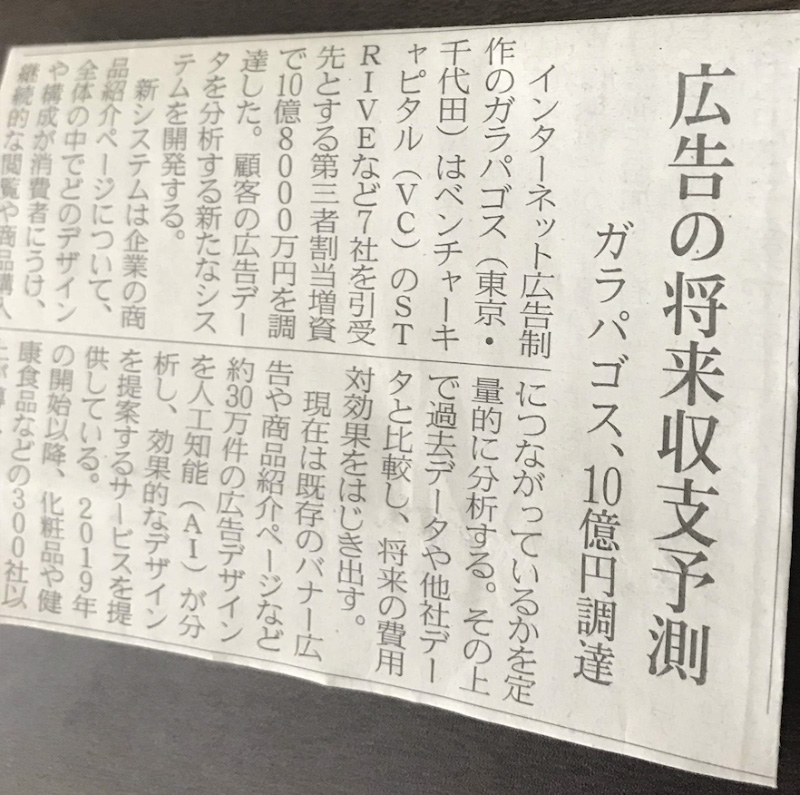 広告の将来収支予測
ガラパゴス、10億円調達
インターネット広告制
作のガラパゴス（東京・
千代田）はベンチャーキ
ャピタル（VC）のST
RIVEなど7社を引受
先とする第三者割当増資
で10億8000万円を調
達した。顧客の広告デー
タを分析する新たなシス
テムを開発する。
新システムは企業の商
品紹介ページについて、
全体の中でどのデザイン
や構成が消費者にうけ、
継続的な閲覧や商品購入
につながっているかを定
量的に分析する。その上
で過去データや他社デー
タと比較し、将来の費用
対効果をはじき出す。
現在は既存のバナー広
告や商品紹介ページなど
約30万件の広告デザイン
を人工知能（AI）が分
析し、効果的なデザイン
を提案するサービスを提
供している。2019年
の開始以降、化粧品や健
康食品などの300社以